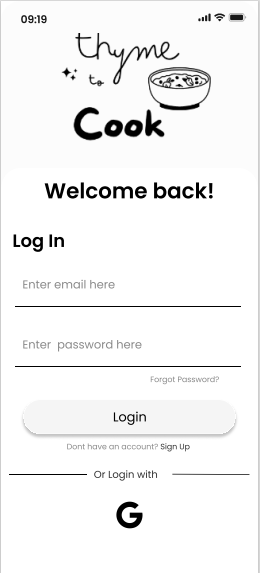 09:19
thyme
to
Cook
Welcome back!
Log In
Enter email here
Enter  password here
Forgot Password?
Login
Dont have an account? Sign Up
Or Login with
G